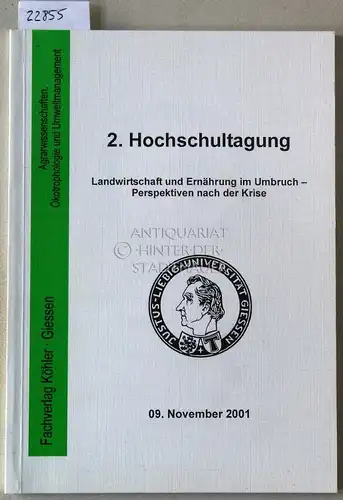 22855
Agrarwissenschaften,
Ökotrophologie und Umweltmanagement
Fachverlag Köhler · Giessen
2. Hochschultagung
Landwirtschaft und Ernährung im Umbruch –
Perspektiven nach der Krise
ANTIQUARIAT
HINTER DER
JUSTUS-LIEBIG-UNIVERSITÄT GIESSEN
09. November 2001